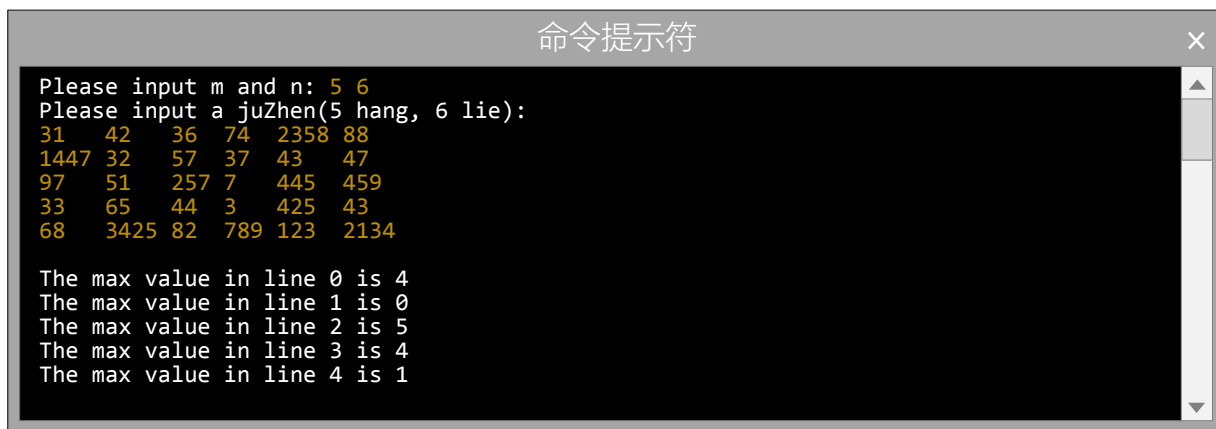 命令提示符
×
Please input m and n: 5 6
Please input a juZhen(5 hang, 6 lie):
31 42 36 74 2358 88
1447 32 57 37 43 47
97 51 257 7 445 459
33 65 44 3 425 43
68 3425 82 789 123 2134
The max value in line 0 is 4
The max value in line 1 is 0
The max value in line 2 is 5
The max value in line 3 is 4
The max value in line 4 is 1